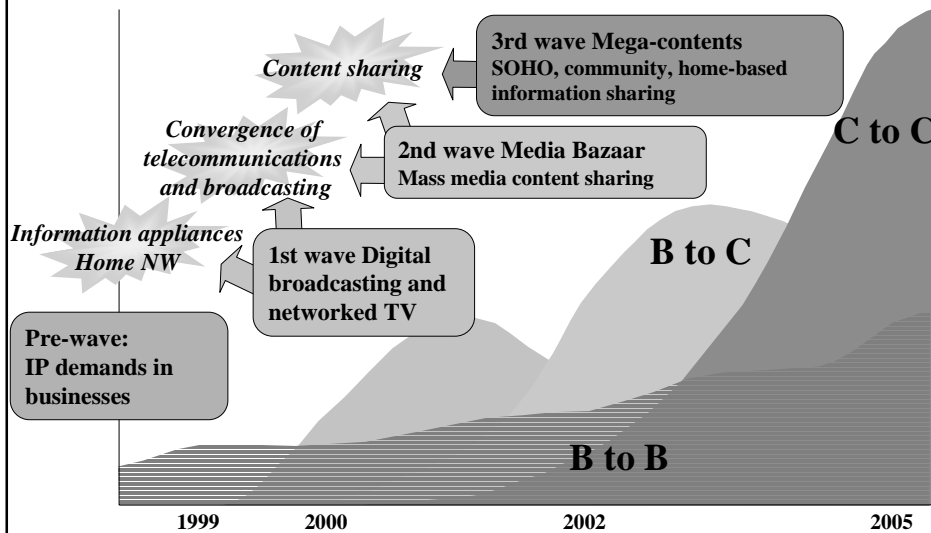 3rd wave Mega-contents
SOHO, community, home-based
information sharing
Content sharing
Convergence of
telecommunications
and broadcasting
2nd wave Media Bazaar
Mass media content sharing
C to C
Information appliances
Home NW
1st wave Digital
broadcasting and
networked TV
B to C
Pre-wave:
IP demands in
businesses
B to B
1999 2000 2002 2005